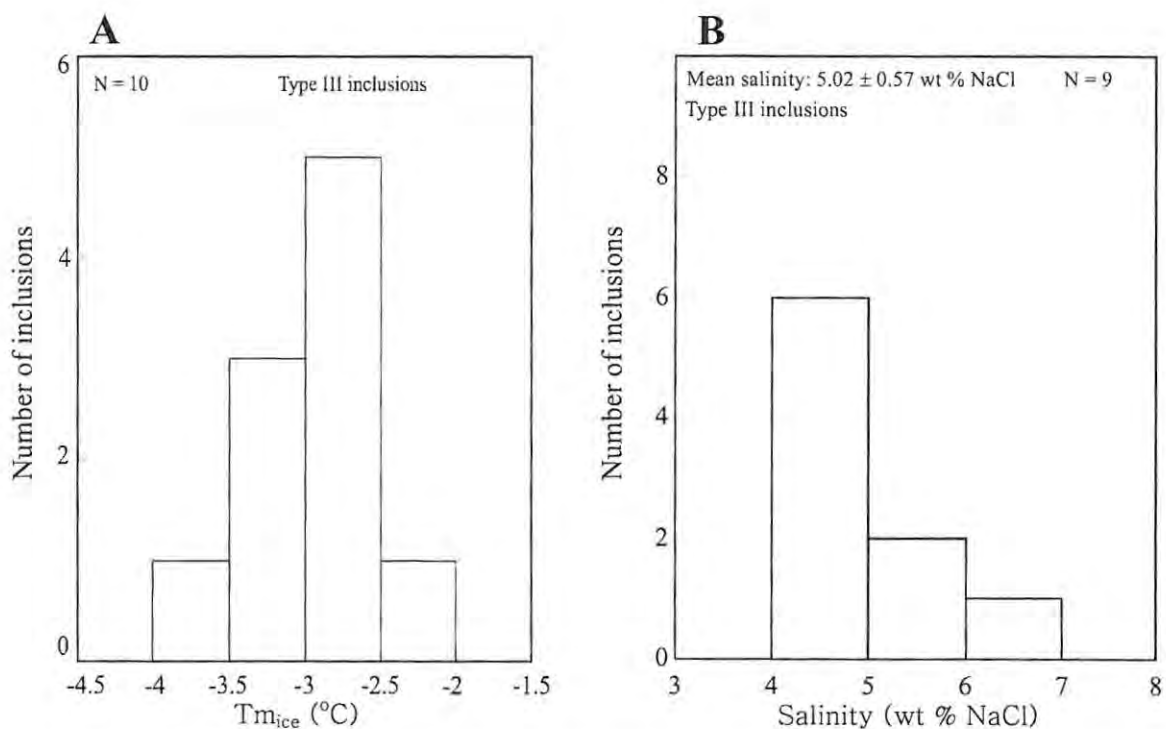 A
N = 10 Type III inclusions
Number of inclusions
6
4
2
0
-4.5 -4 -3.5 -3 -2.5 -2 -1.5
Tmice (°C)
B
Mean salinity: 5.02 ± 0.57 wt % NaCl N = 9
Type III inclusions
Number of inclusions
8
6
4
2
0
3 4 5 6 7 8
Salinity (wt % NaCl)